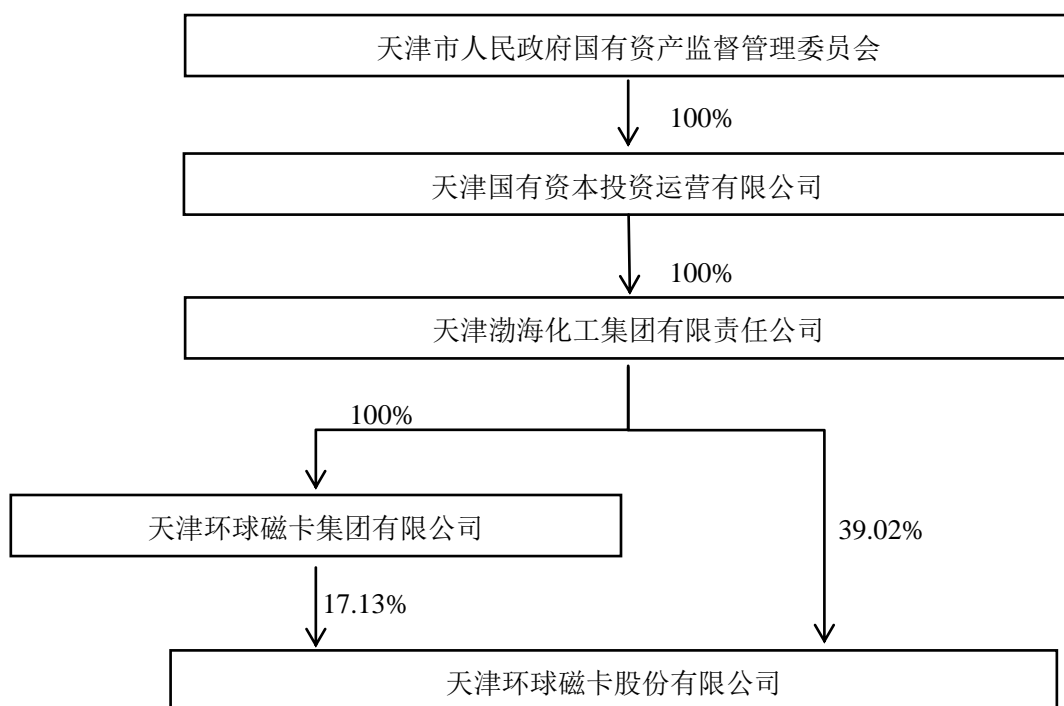 天津市人民政府国有资产监督管理委员会
100%
天津国有资本投资运营有限公司
100%
天津渤海化工集团有限责任公司
100%
天津环球磁卡集团有限公司
39.02%
17.13%
天津环球磁卡股份有限公司